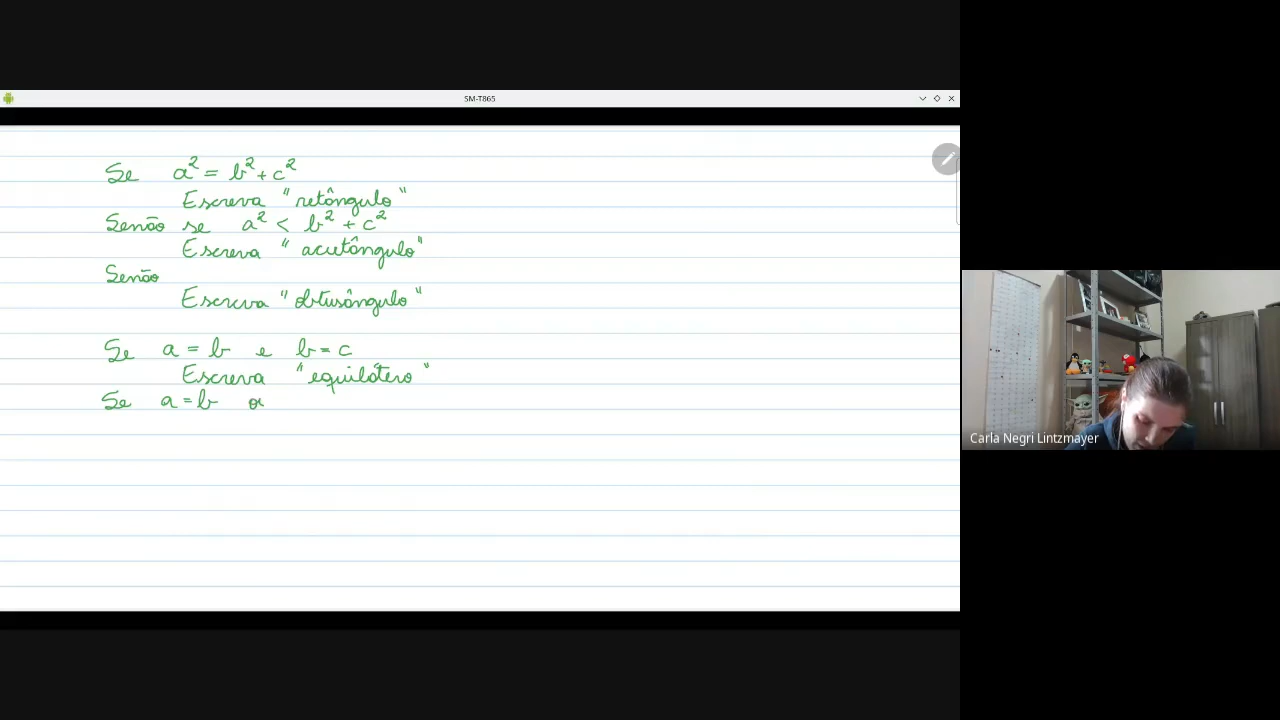 SM-T865
Se a² = b² + c²
Escreva "retângulo"
Senão se a² < b² + c²
Escreva "acutângulo"
Senão
Escreva "obtusângulo"
Se a = b e b = c
Escreva "equilátero"
Se a = b o
Carla Negri Lintzmayer